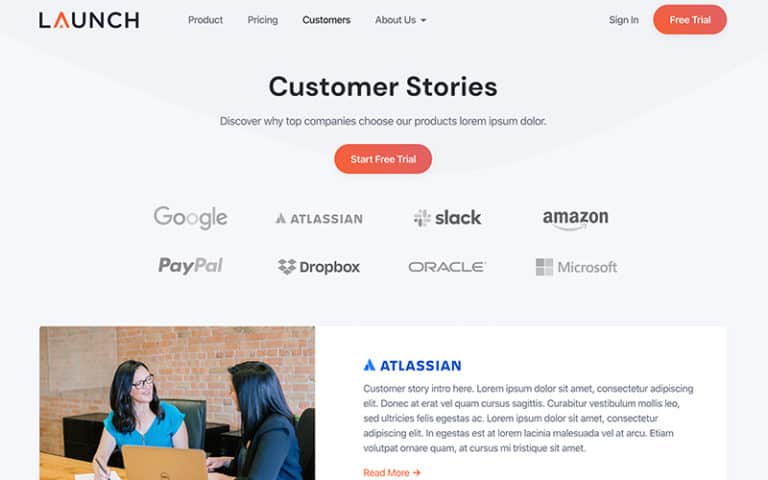 LAUNCH Product Pricing Customers About Us Sign In Free Trial
Customer Stories
Discover why top companies choose our products lorem ipsum dolor.
Start Free Trial
Google ATLASSIAN slack amazon
PayPal Dropbox ORACLE Microsoft
ATLASSIAN
Customer story intro here. Lorem ipsum dolor sit amet, consectetur adipiscing
elit. Donec at erat vel quam cursus sagittis. Curabitur vestibulum mollis leo,
sed ultricies felis egestas ac. Lorem ipsum dolor sit amet, consectetur
adipiscing elit. In egestas est at lorem lacinia malesuada vel at arcu. Etiam
volutpat ornare quam, at cursus mi tristique sit amet.
Read More →
DELL